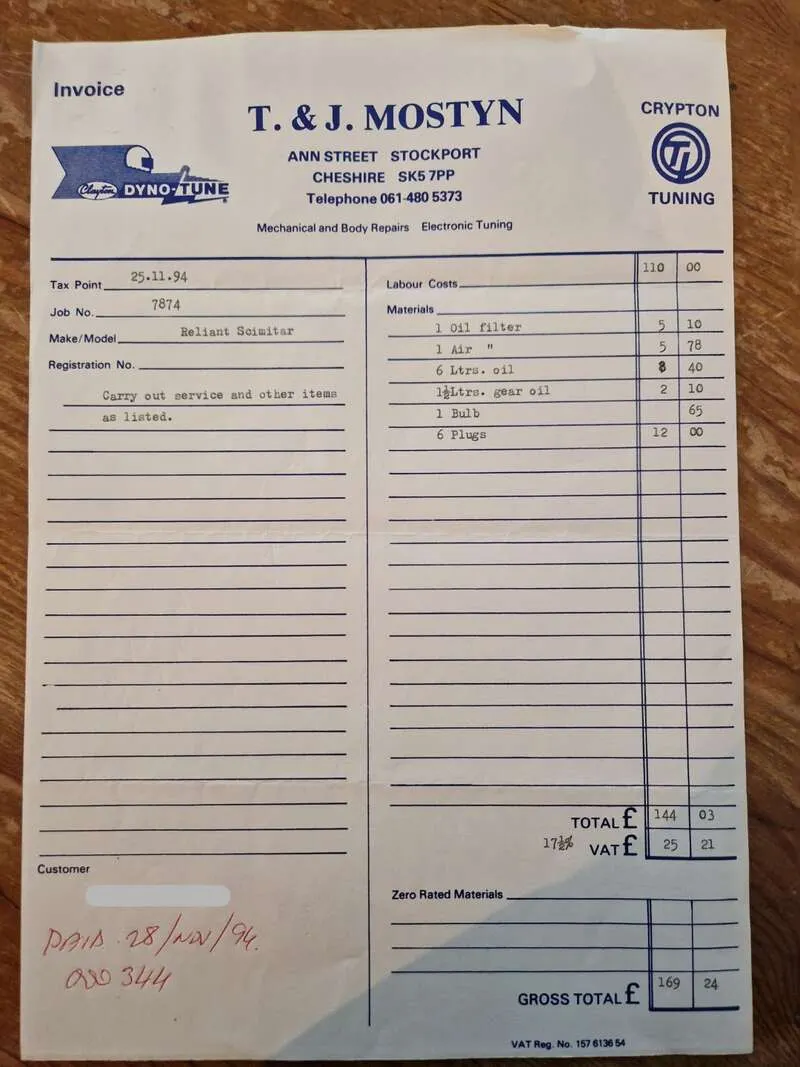 Invoice
T. & J. MOSTYN
ANN STREET STOCKPORT
CHESHIRE SK5 7PP
Telephone 061-480 5373
Mechanical and Body Repairs Electronic Tuning
Clayton DYNO-TUNE
CRYPTON
TUNING
Tax Point 25.11.94
Job No. 7874
Make/Model Reliant Scimitar
Registration No.
Carry out service and other items
as listed.
Labour Costs 110 00
Materials
1 Oil filter 5 10
1 Air " 5 78
6 Ltrs. oil 8 40
1½Ltrs. gear oil 2 10
1 Bulb 65
6 Plugs 12 00
TOTAL £ 144 03
17½% VAT £ 25 21
Customer
PAID 28/NOV/94.
Zero Rated Materials
GROSS TOTAL £ 169 24
VAT Reg. No. 157 6136 54